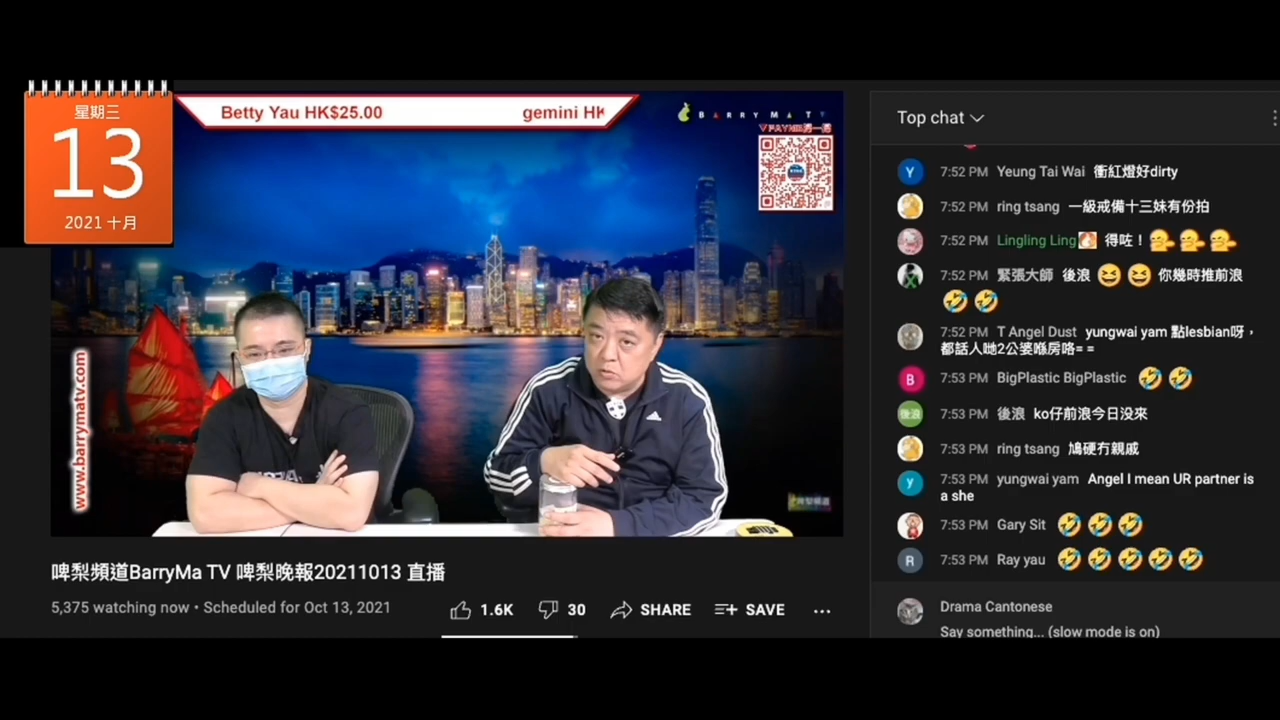 星期三
13
2021 十月
Betty Yau HK$25.00
gemini HK
BARRYMATV
PAYME
www.barrymatv.com
啤梨頻道BarryMa TV 啤梨晚報20211013 直播
5,375 watching now • Scheduled for Oct 13, 2021
1.6K
30
SHARE
SAVE
Top chat
Y 7:52 PM Yeung Tai Wai 衝紅燈好dirty
7:52 PM ring tsang 一級戒備十三妹有份拍
7:52 PM Lingling Ling 得咗！🫡🫡🫡
7:52 PM 緊張大師 後浪 😆 😆 你幾時推前浪
🤣 🤣
7:52 PM T Angel Dust yungwai yam 點lesbian呀，
都話人哋2公婆喺房咯= =
B 7:53 PM BigPlastic BigPlastic 🤣 🤣
後浪 7:53 PM 後浪 ko仔前浪今日没來
7:53 PM ring tsang 鳩硬冇親戚
y 7:53 PM yungwai yam Angel I mean UR partner is
a she
7:53 PM Gary Sit 🤣 🤣 🤣
R 7:53 PM Ray yau 🤣 🤣 🤣 🤣 🤣
Drama Cantonese
Say something... (slow mode is on)